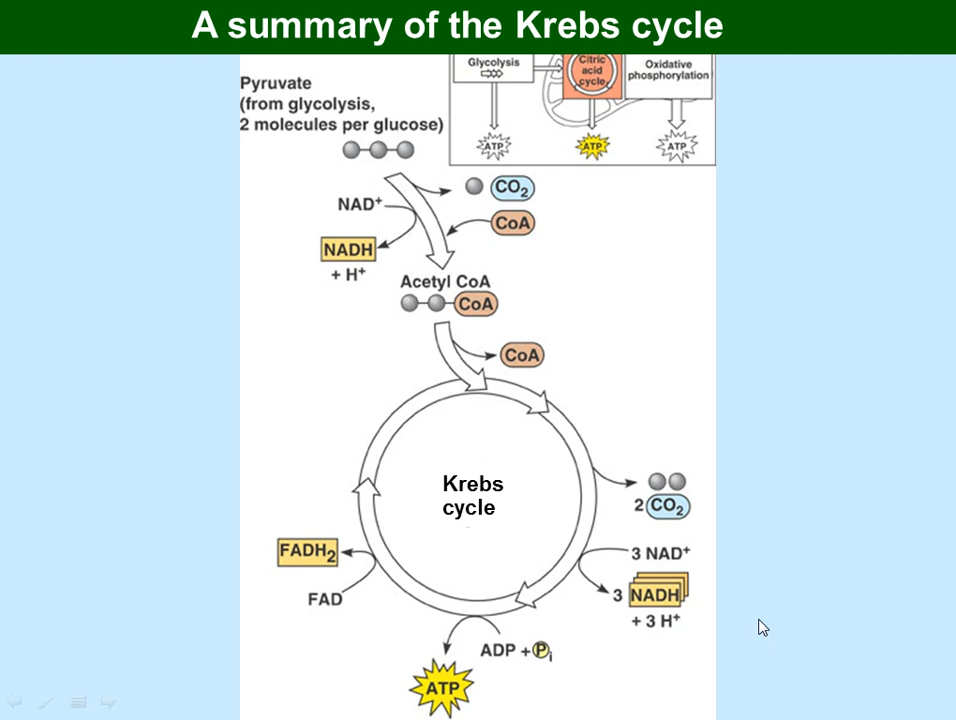 A summary of the Krebs cycle
Glycolysis
Citric
acid
cycle
Oxidative
phosphorylation
ATP
ATP
ATP
Pyruvate
(from glycolysis,
2 molecules per glucose)
CO₂
NAD⁺
CoA
NADH
+ H⁺
Acetyl CoA
CoA
CoA
Krebs
cycle
2 CO₂
FADH₂
3 NAD⁺
FAD
3 NADH
+ 3 H⁺
ADP + Pᵢ
ATP